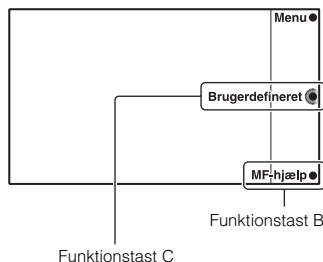 Menu
Brugerdefineret
MF-hjælp
Funktionstast B
Funktionstast C